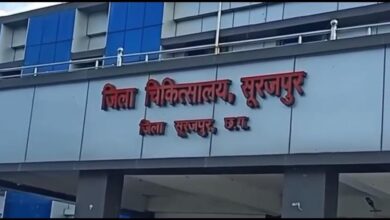 जिला चिकित्सालय, सूरजपुर
जिला सूरजपुर, छ.ग.